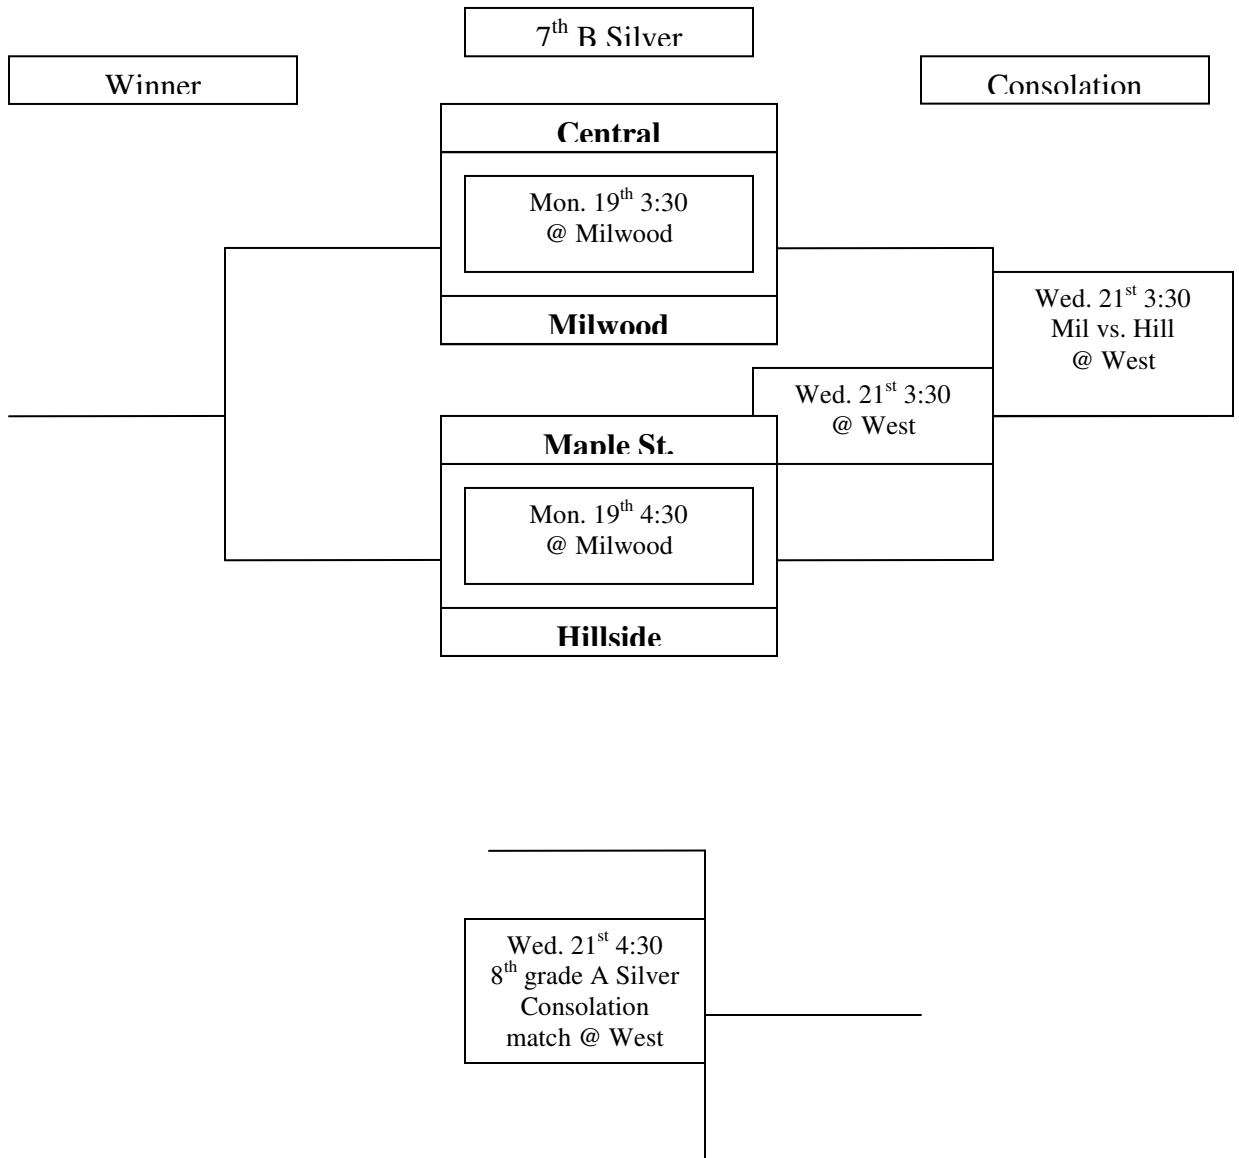 7th B Silver
Winner
Consolation
Central
Mon. 19th 3:30
@ Milwood
Milwood
Wed. 21st 3:30
Mil vs. Hill
@ West
Wed. 21st 3:30
@ West
Maple St.
Mon. 19th 4:30
@ Milwood
Hillside
Wed. 21st 4:30
8th grade A Silver
Consolation
match @ West